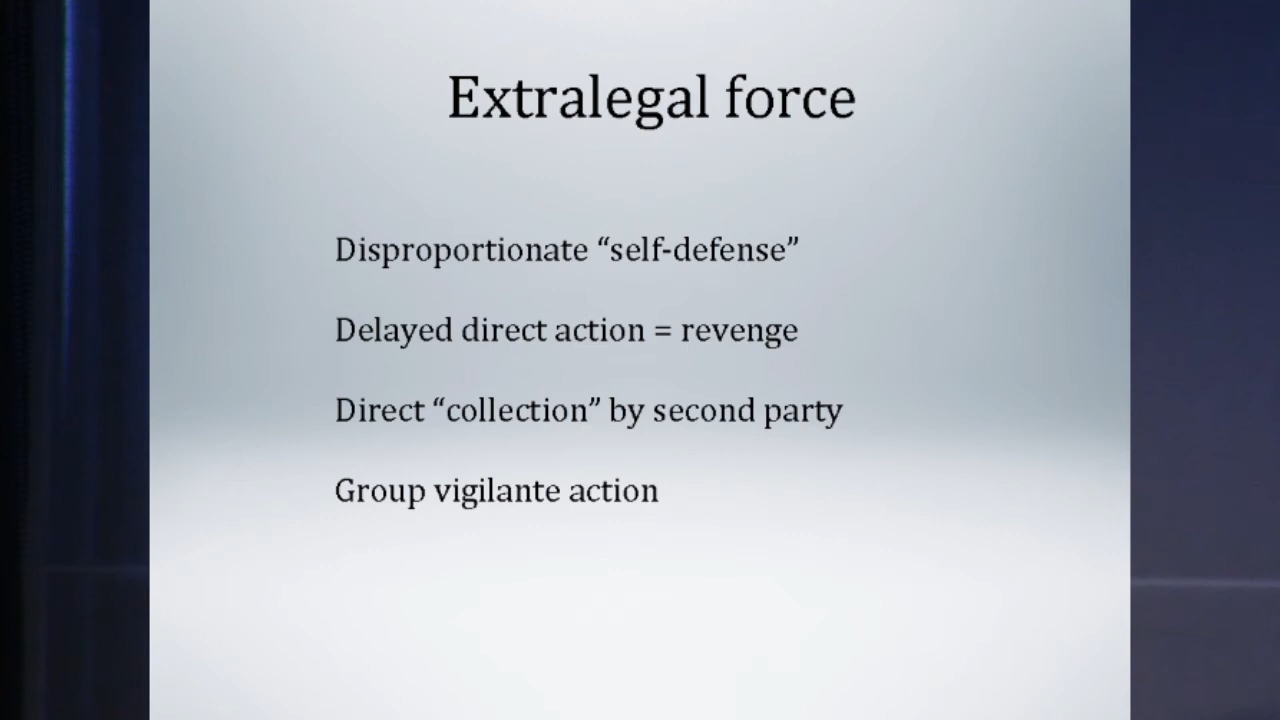 Extralegal force
Disproportionate “self-defense”
Delayed direct action = revenge
Direct “collection” by second party
Group vigilante action